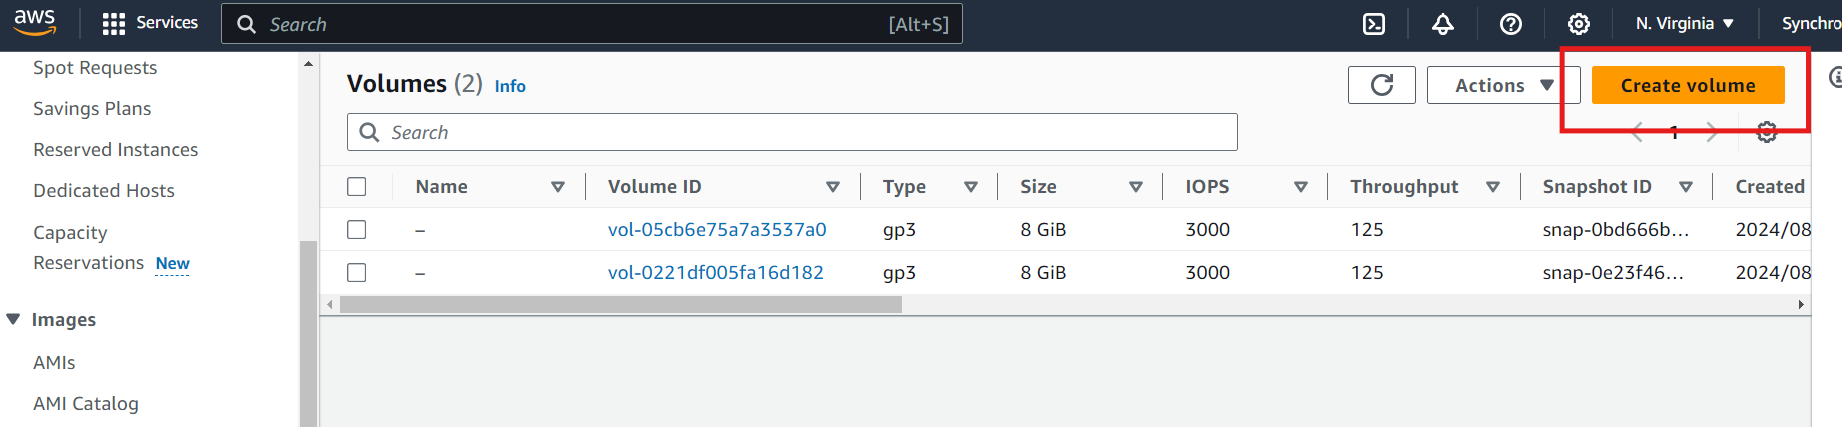 aws Services Search [Alt+S] N. Virginia Synchro
Spot Requests
Savings Plans
Reserved Instances
Dedicated Hosts
Capacity
Reservations New
Images
AMIs
AMI Catalog
Volumes (2) Info Actions Create volume
Search 1
Name Volume ID Type Size IOPS Throughput Snapshot ID Created
– vol-05cb6e75a7a3537a0 gp3 8 GiB 3000 125 snap-0bd666b... 2024/08
– vol-0221df005fa16d182 gp3 8 GiB 3000 125 snap-0e23f46... 2024/08